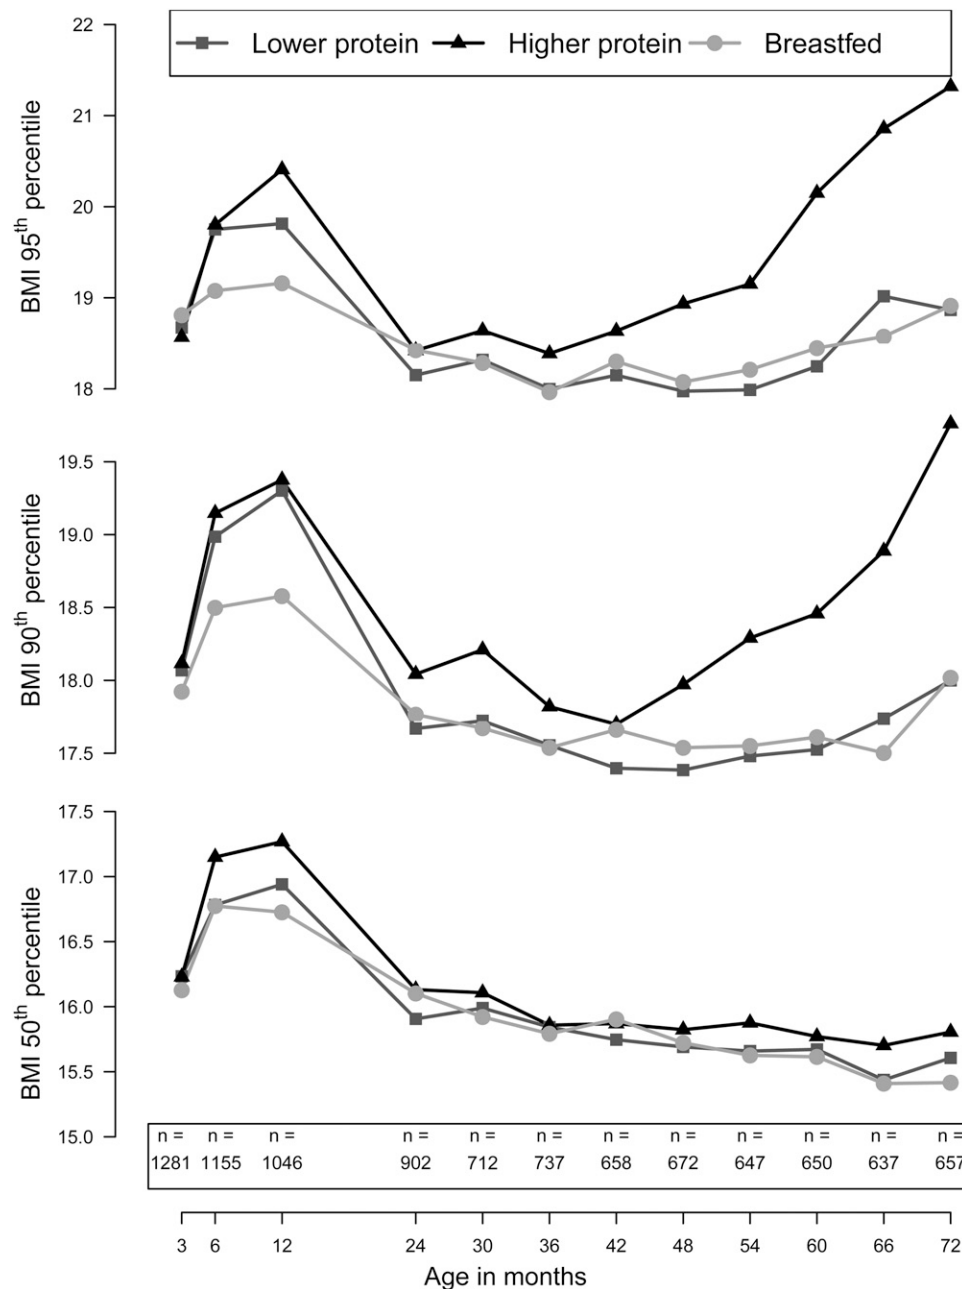 Lower protein Higher protein Breastfed
BMI 95th percentile
22
21
20
19
18
BMI 90th percentile
19.5
19.0
18.5
18.0
17.5
BMI 50th percentile
17.5
17.0
16.5
16.0
15.5
15.0
n = n = n = n = n = n = n = n = n = n = n = n =
1281 1155 1046 902 712 737 658 672 647 650 637 657
3 6 12 24 30 36 42 48 54 60 66 72
Age in months